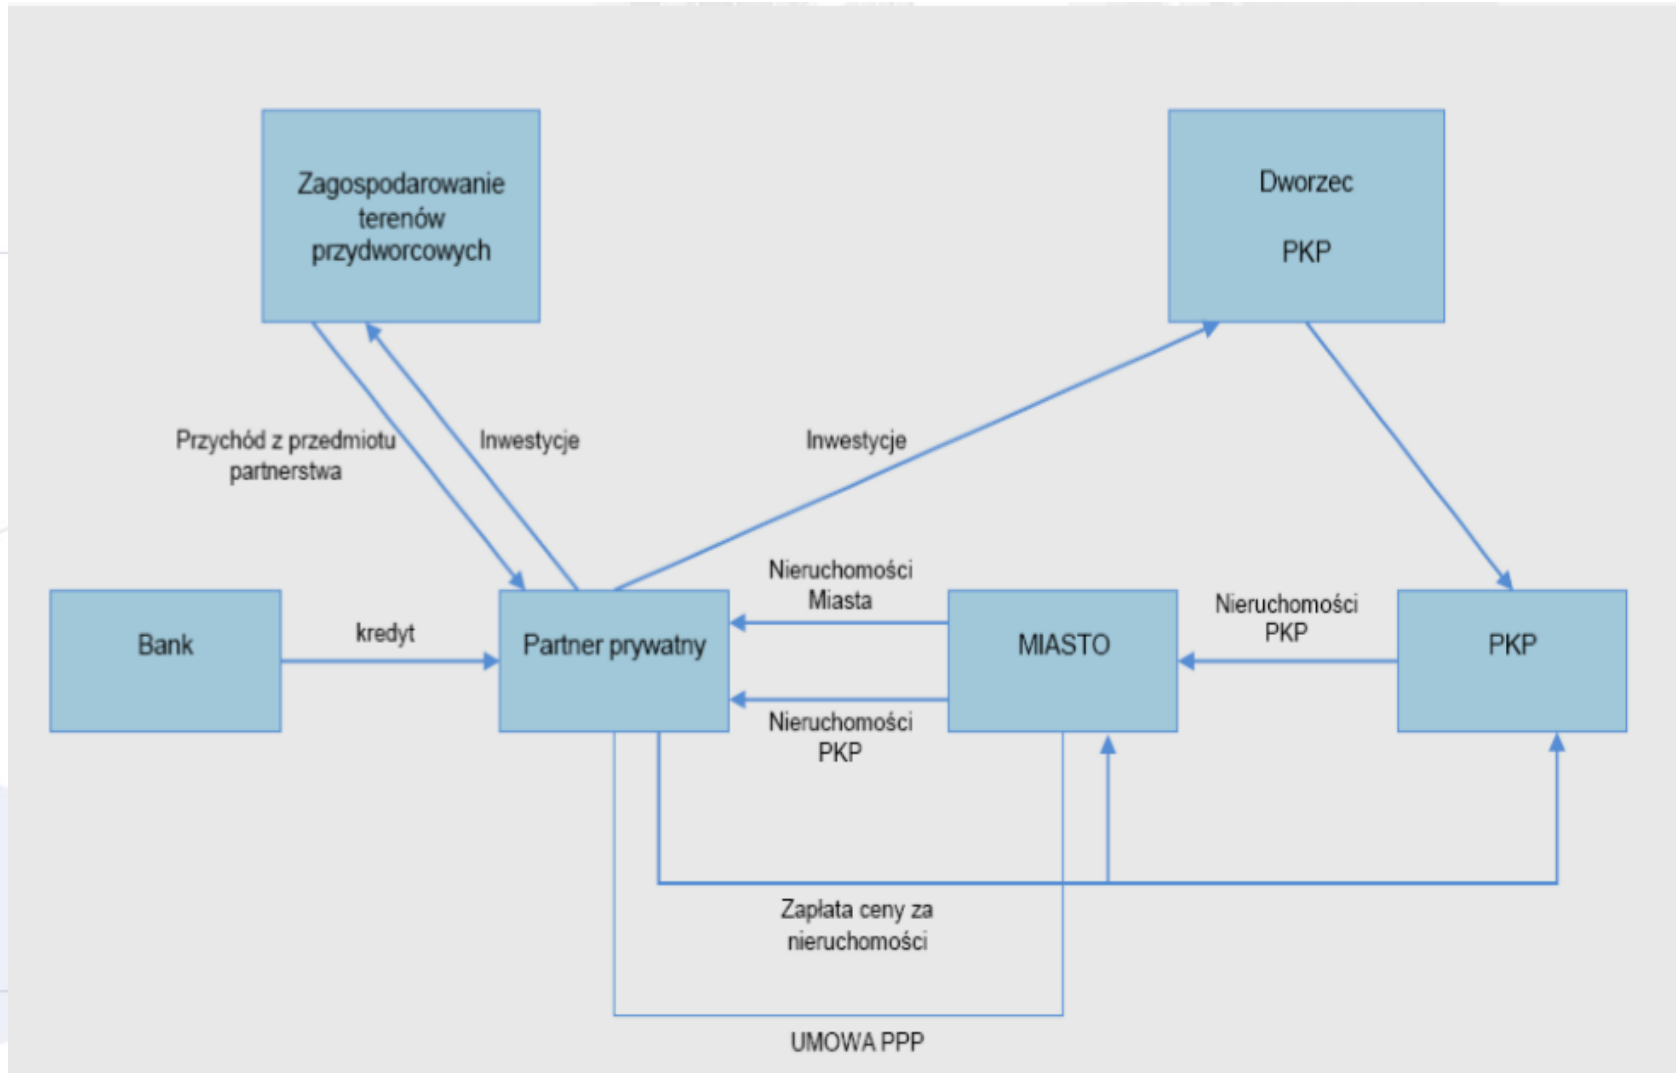 Zagospodarowanie
terenów
przydworcowych
Dworzec
PKP
Przychód z przedmiotu
partnerstwa
Inwestycje
Inwestycje
Bank
kredyt
Partner prywatny
Nieruchomości
Miasta
Nieruchomości
PKP
MIASTO
Nieruchomości
PKP
PKP
Zapłata ceny za
nieruchomości
UMOWA PPP